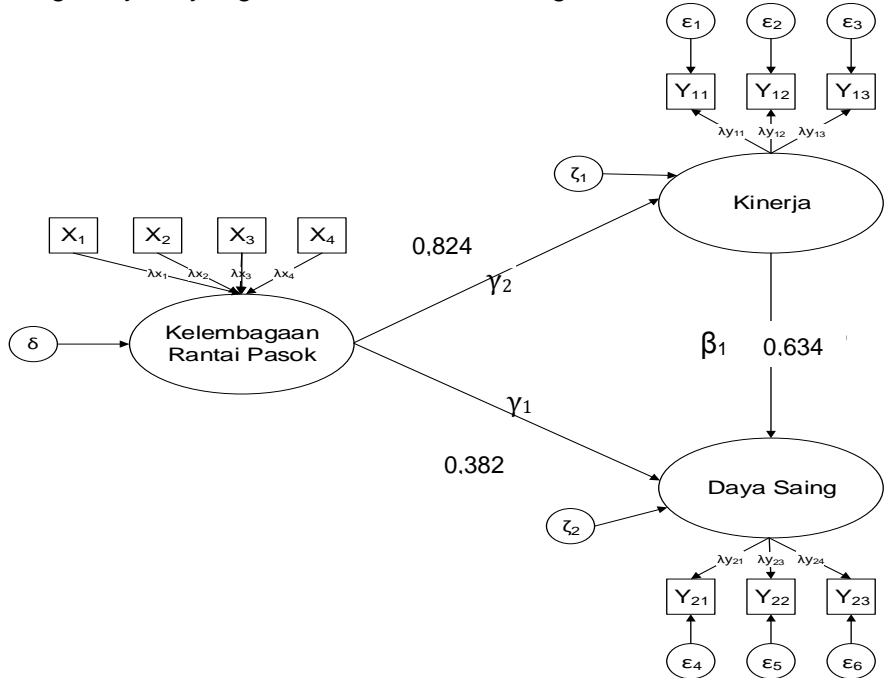 ε₁ ε₂ ε₃
Y₁₁ Y₁₂ Y₁₃
λy₁₁ λy₁₂ λy₁₃
ζ₁
Kinerja
X₁ X₂ X₃ X₄
λx₁ λx₂ λx₃ λx₄
0,824
γ₂
Kelembagaan
Rantai Pasok
δ
β₁ 0,634
γ₁
0,382
Daya Saing
ζ₂
λy₂₁ λy₂₃ λy₂₄
Y₂₁ Y₂₂ Y₂₃
ε₄ ε₅ ε₆